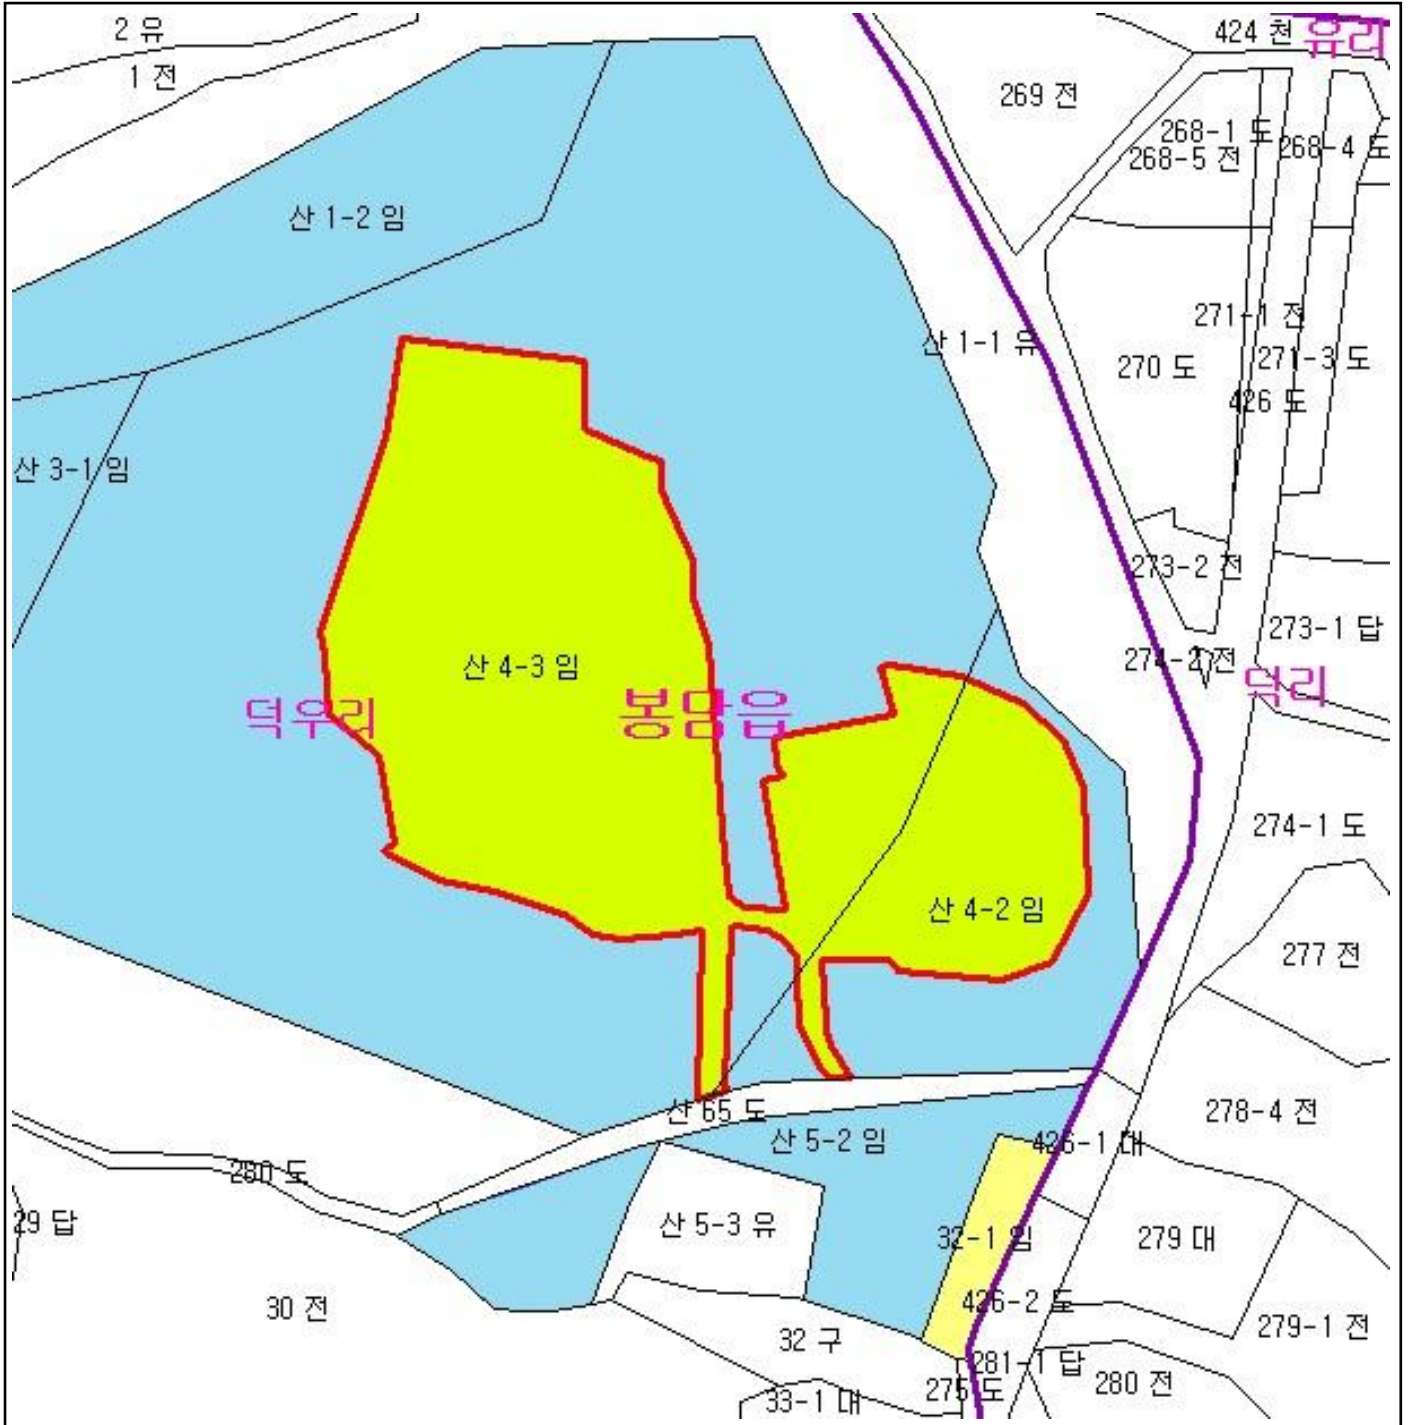 2 유
424 천
유리
1 전
269 전
268-1 도
268-4 도
268-5 전
산 1-2 임
271-1 전
산 1-1 유
271-3 도
270 도
426 도
산 3-1 임
273-2 전
273-1 답
274-2 전
산 4-3 임
덕리
덕우리
봉담읍
274-1 도
산 4-2 임
277 전
산 65 도
278-4 전
산 5-2 임
426-1 대
280 도
29 답
산 5-3 유
32-1 임
279 대
30 전
426-2 도
279-1 전
32 구
281-1 답
280 전
275 도
33-1 대